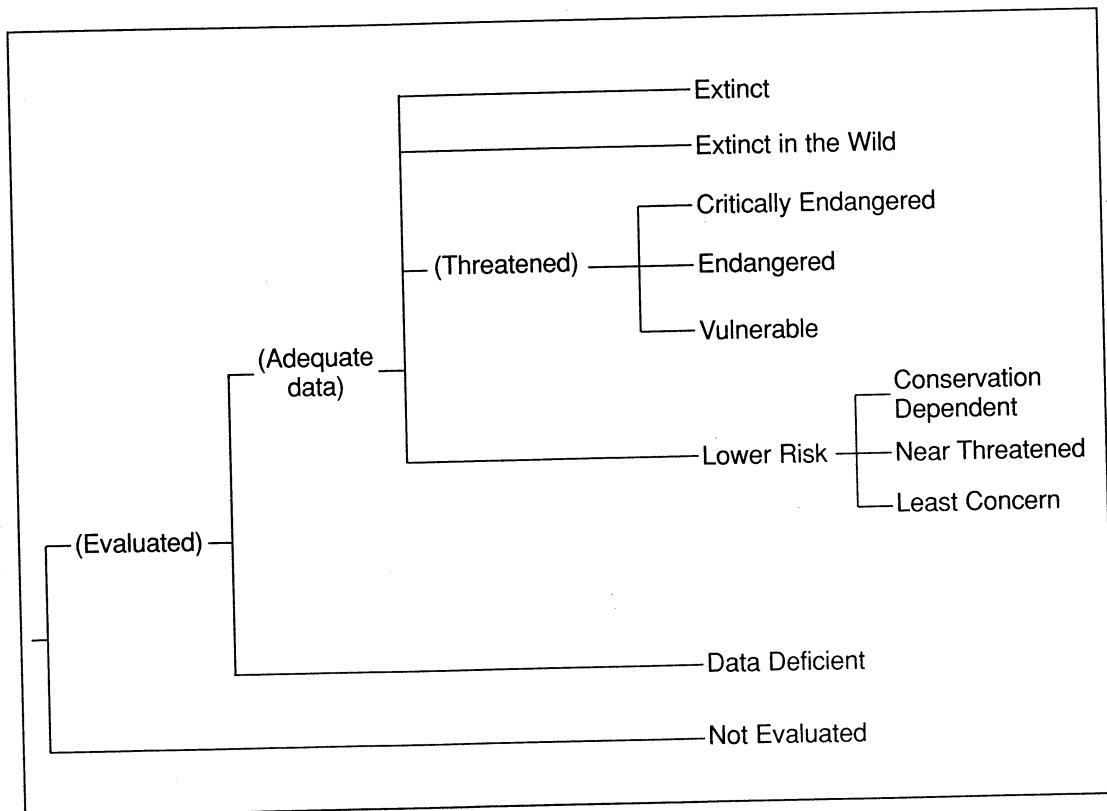 Extinct
Extinct in the Wild
Critically Endangered
(Threatened)
Endangered
Vulnerable
(Adequate
data)
Conservation
Dependent
Lower Risk
Near Threatened
Least Concern
(Evaluated)
Data Deficient
Not Evaluated